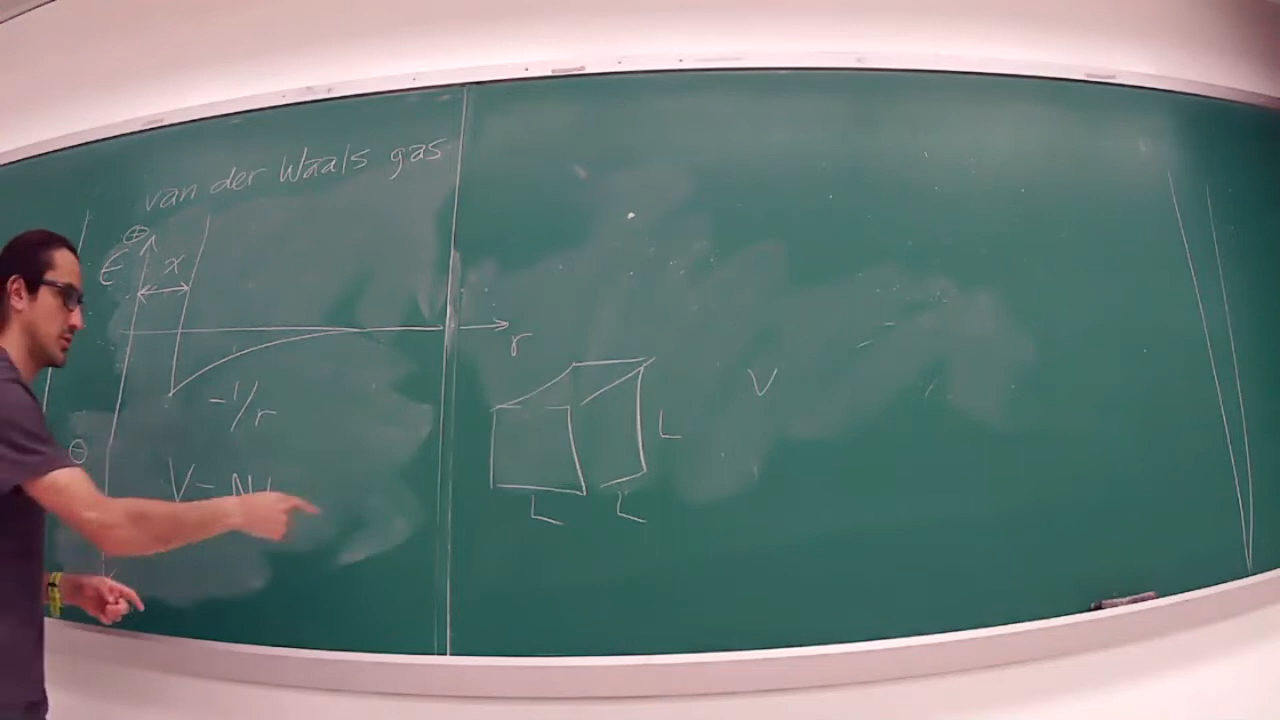 van der Waals gas
⊕
ϵ x
r
-1/r
⊖
V - N
L
L L
V